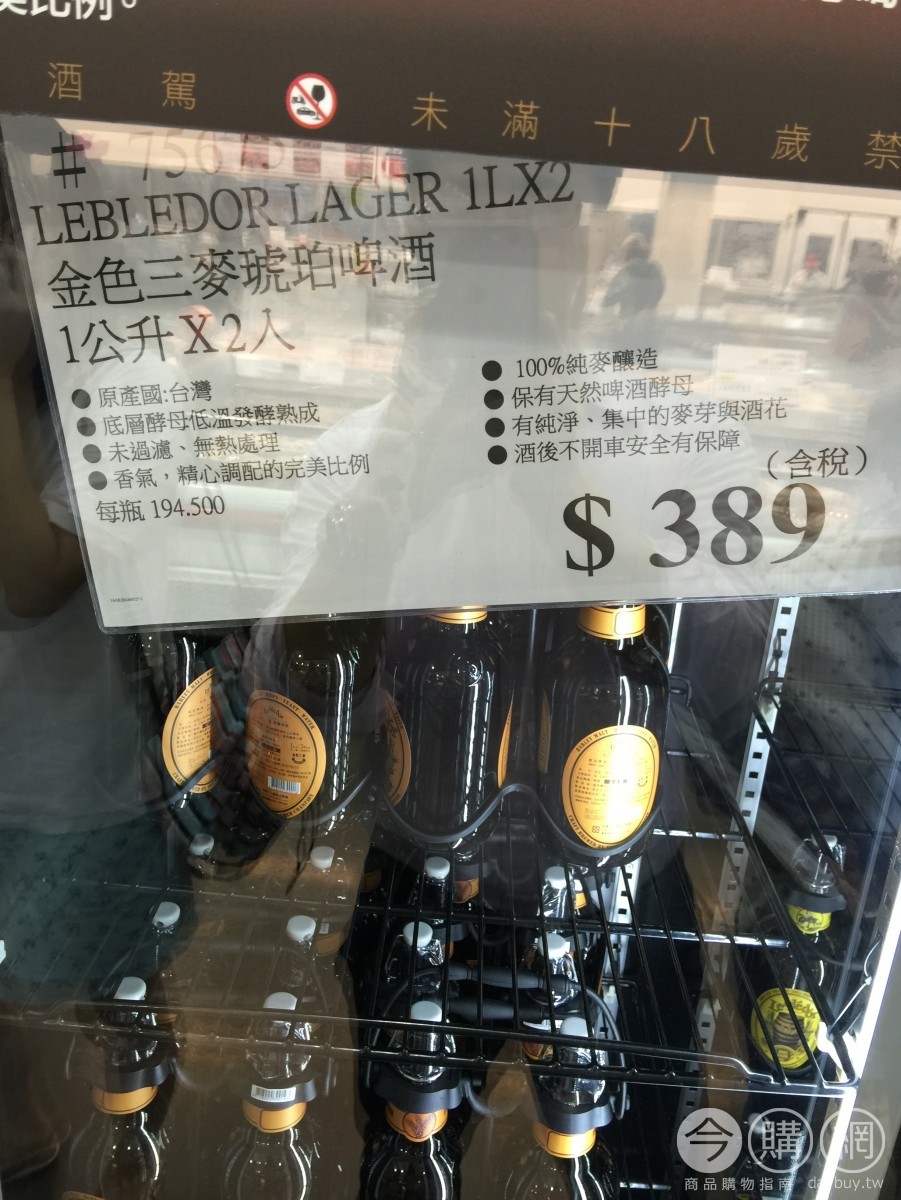 美比例。
酒駕
未滿十八歲禁
# 75615
LEBLEDOR LAGER 1LX2
金色三麥琥珀啤酒
1公升X2入
● 原產國:台灣
● 底層酵母低溫發酵熟成
● 未過濾、無熱處理
● 香氣，精心調配的完美比例
每瓶 194.500
● 100%純麥釀造
● 保有天然啤酒酵母
● 有純淨、集中的麥芽與酒花
● 酒後不開車安全有保障
（含稅）
$ 389
今購網
商品購物指南 daybuy.tw